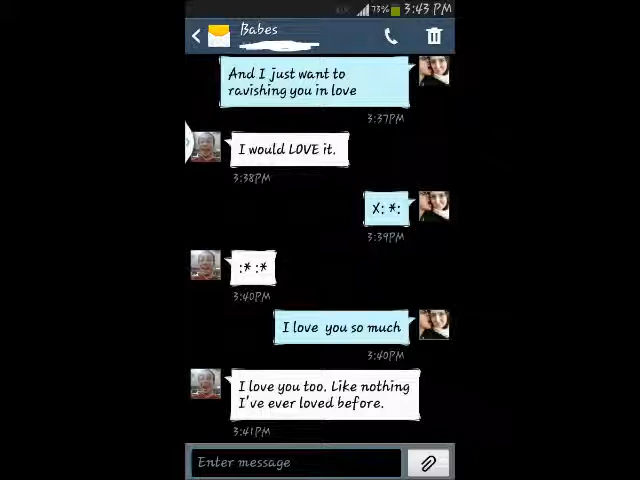 73% 3:43 PM
Babes
And I just want to
ravishing you in love
3:37PM
I would LOVE it.
3:38PM
X: *:
3:39PM
:* :*
3:40PM
I love you so much
3:40PM
I love you too. Like nothing
I've ever loved before.
3:41PM
Enter message